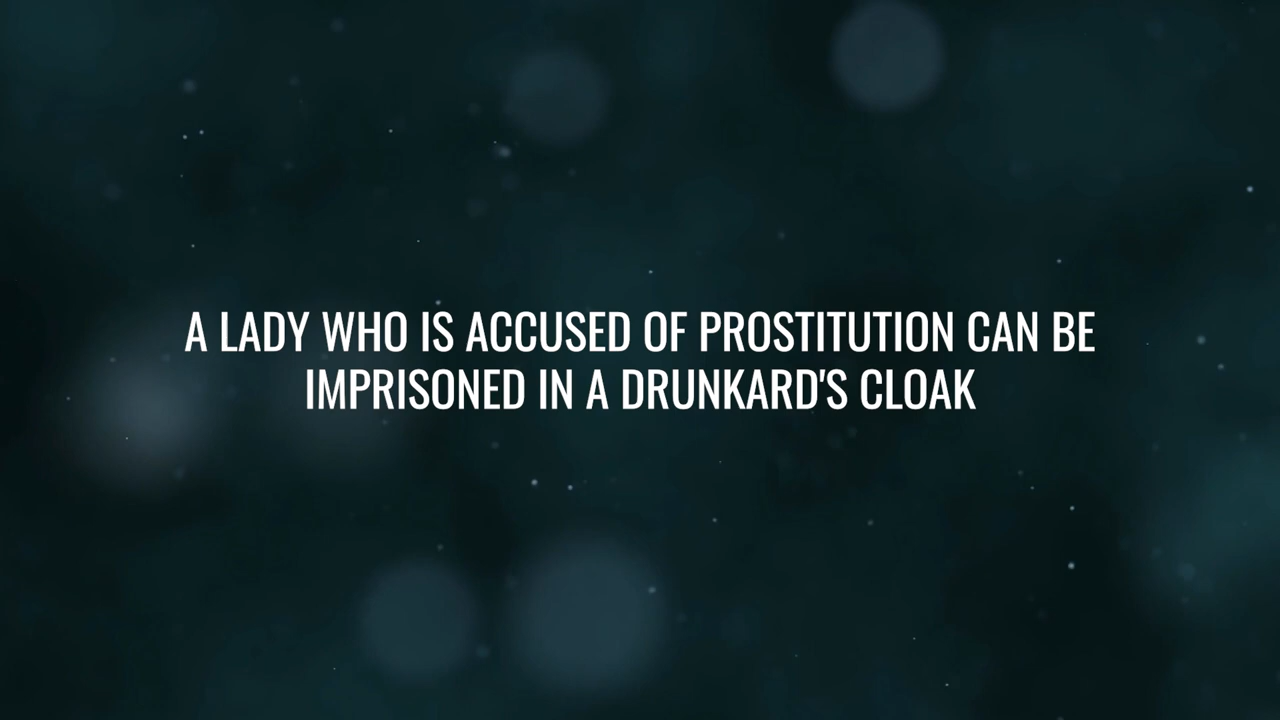 A LADY WHO IS ACCUSED OF PROSTITUTION CAN BE
IMPRISONED IN A DRUNKARD'S CLOAK